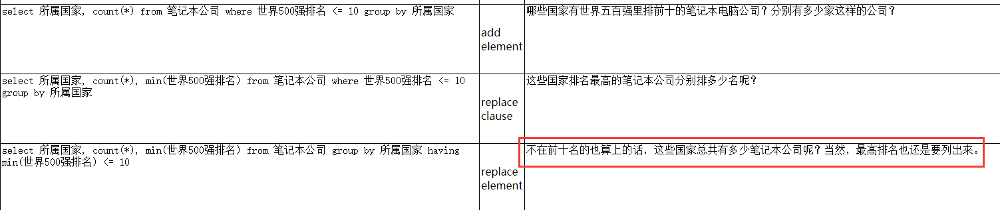 select 所属国家, count(*) from 笔记本公司 where 世界500强排名 <= 10 group by 所属国家
add
element
哪些国家有世界五百强里排前十的笔记本电脑公司？分别有多少家这样的公司？
select 所属国家, count(*), min(世界500强排名) from 笔记本公司 where 世界500强排名 <= 10
group by 所属国家
replace
clause
这些国家排名最高的笔记本公司分别排多少名呢？
select 所属国家, count(*), min(世界500强排名) from 笔记本公司 group by 所属国家 having
min(世界500强排名) <= 10
replace
element
不在前十名的也算上的话，这些国家总共有多少笔记本公司呢？当然，最高排名也还是要列出来。